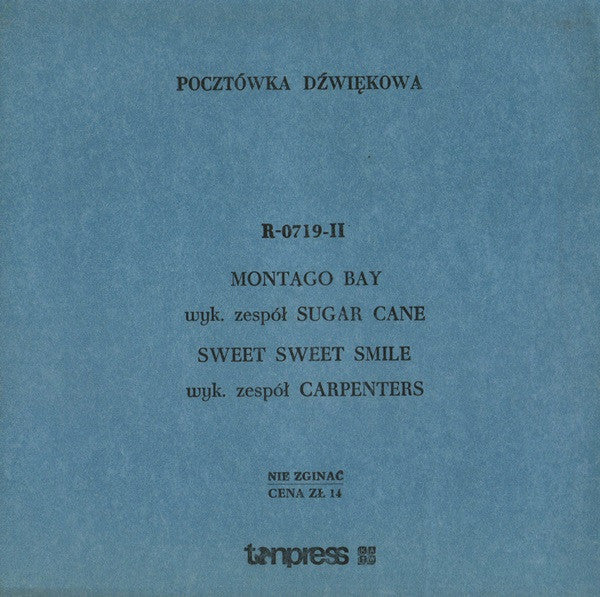 POCZTÓWKA DŹWIĘKOWA
R-0719-II
MONTAGO BAY
wyk. zespół SUGAR CANE
SWEET SWEET SMILE
wyk. zespół CARPENTERS
NIE ZGINAĆ
CENA ZŁ 14
tonpress